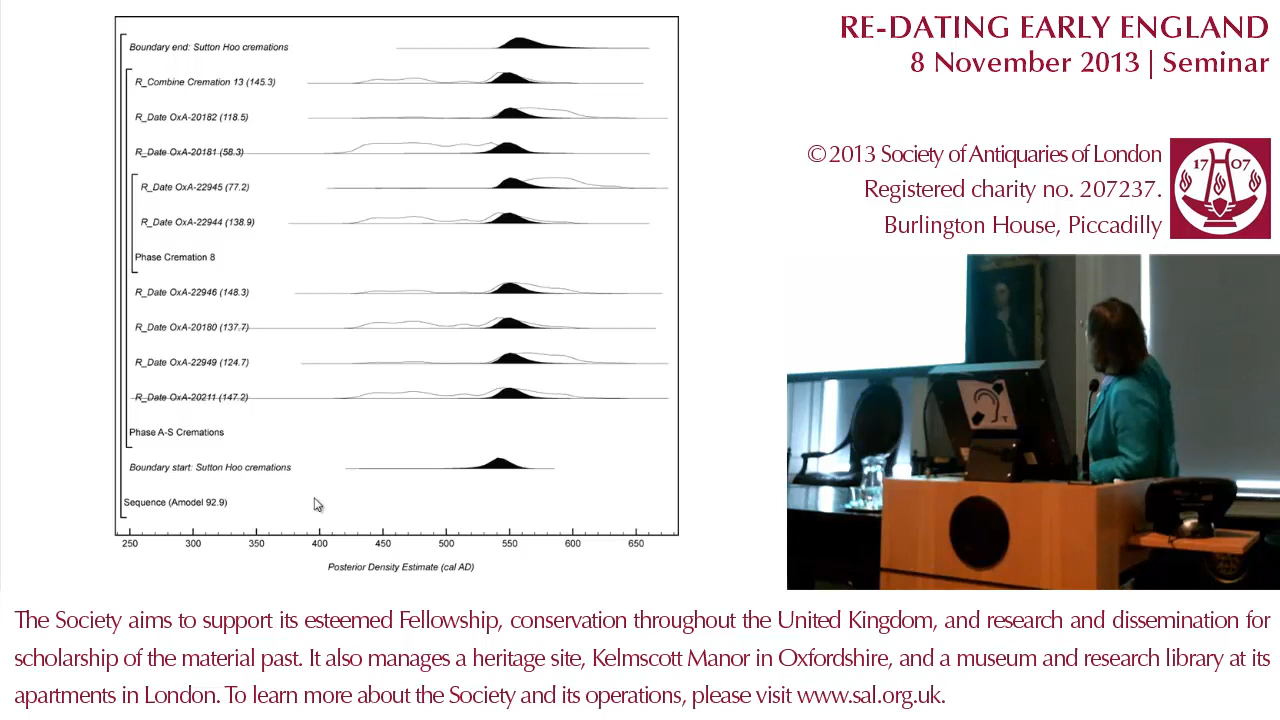 Boundary end: Sutton Hoo cremations
R_Combine Cremation 13 (145.3)
R_Date OxA-20182 (118.5)
R_Date OxA-20181 (58.3)
R_Date OxA-22945 (77.2)
R_Date OxA-22944 (138.9)
Phase Cremation 8
R_Date OxA-22946 (148.3)
R_Date OxA-20180 (137.7)
R_Date OxA-22949 (124.7)
R_Date OxA-20211 (147.2)
Phase A-S Cremations
Boundary start: Sutton Hoo cremations
Sequence (Amodel 92.9)
250 300 350 400 450 500 550 600 650
Posterior Density Estimate (cal AD)
RE-DATING EARLY ENGLAND
8 November 2013 | Seminar
©2013 Society of Antiquaries of London
Registered charity no. 207237.
Burlington House, Piccadilly
17 07
The Society aims to support its esteemed Fellowship, conservation throughout the United Kingdom, and research and dissemination for
scholarship of the material past. It also manages a heritage site, Kelmscott Manor in Oxfordshire, and a museum and research library at its
apartments in London. To learn more about the Society and its operations, please visit www.sal.org.uk.